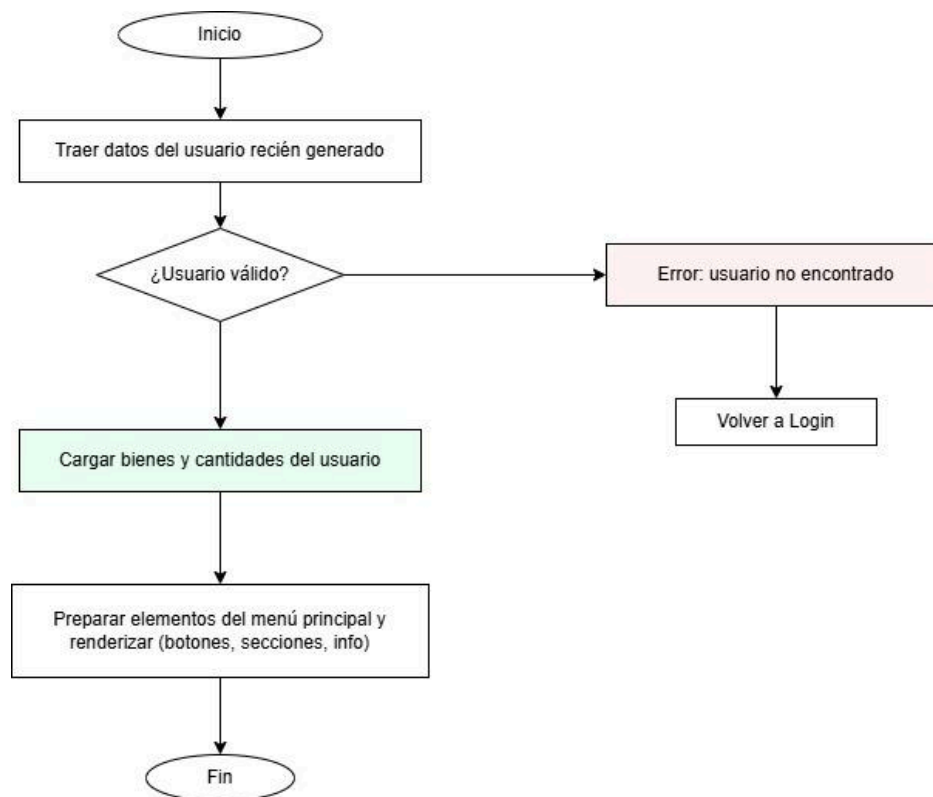 Inicio
Traer datos del usuario recién generado
¿Usuario válido?
Error: usuario no encontrado
Volver a Login
Cargar bienes y cantidades del usuario
Preparar elementos del menú principal y
renderizar (botones, secciones, info)
Fin